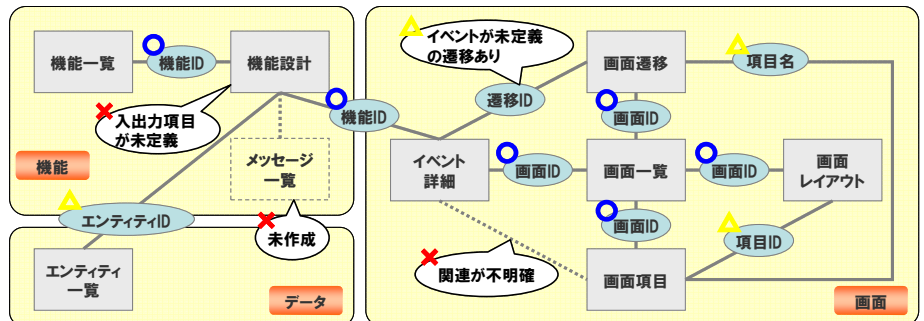 機能一覧
機能ID
機能設計
入出力項目
が未定義
機能ID
メッセージ
一覧
機能
エンティティID
未作成
エンティティ
一覧
データ
イベントが未定義
の遷移あり
画面遷移
項目名
遷移ID
画面ID
イベント
詳細
画面ID
画面一覧
画面ID
画面
レイアウト
画面ID
項目ID
関連が不明確
画面項目
画面